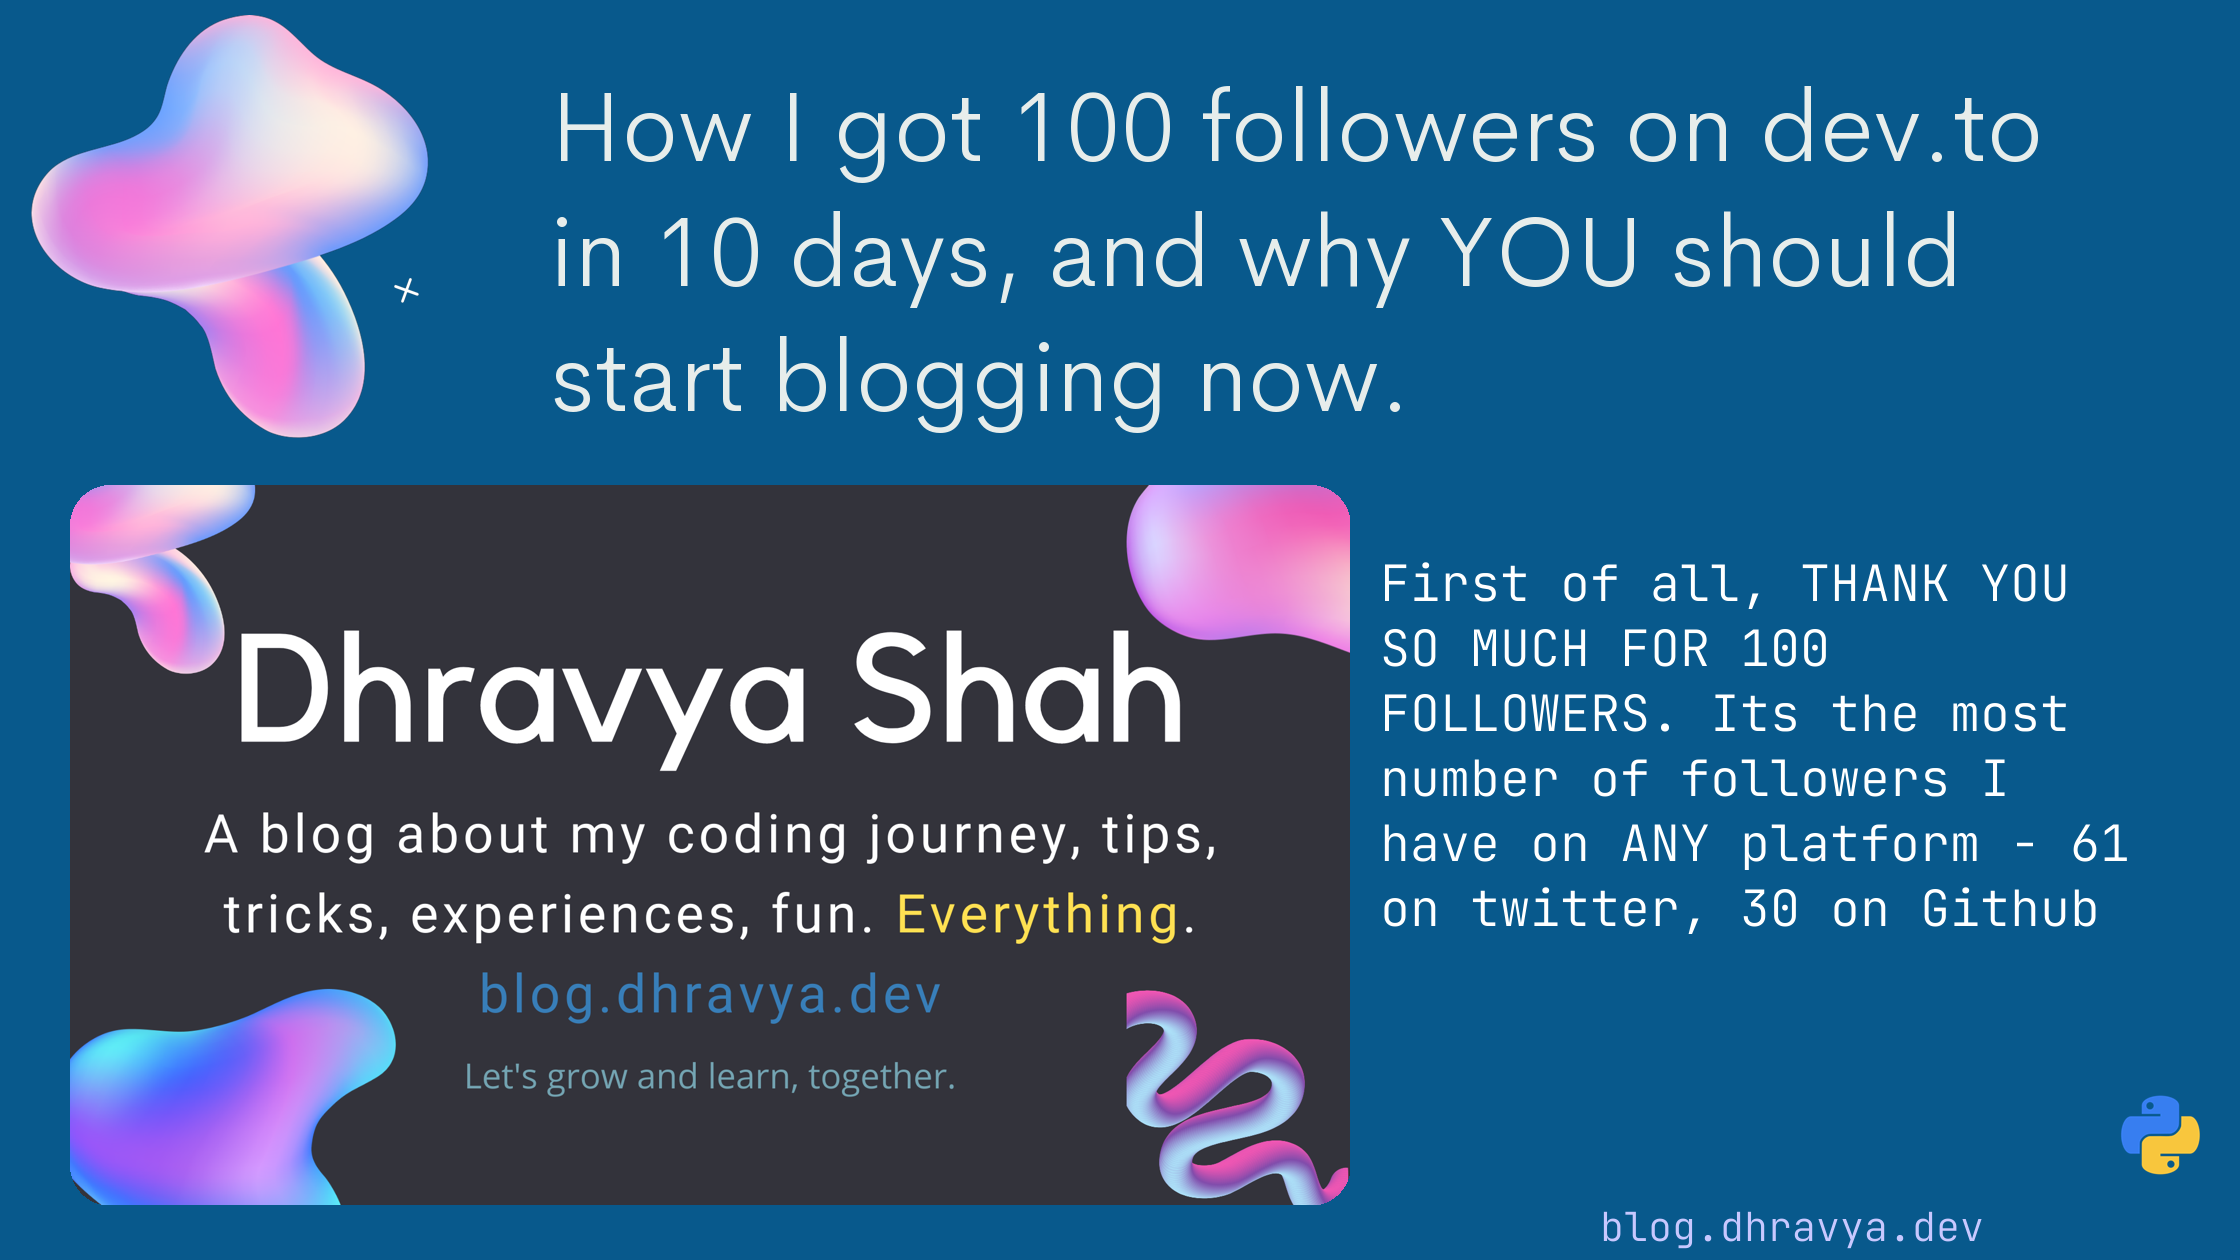 How I got 100 followers on dev.to
in 10 days, and why YOU should
start blogging now.
Dhravya Shah
A blog about my coding journey, tips,
tricks, experiences, fun. Everything.
blog.dhravya.dev
Let's grow and learn, together.
First of all, THANK YOU
SO MUCH FOR 100
FOLLOWERS. Its the most
number of followers I
have on ANY platform - 61
on twitter, 30 on Github
blog.dhravya.dev